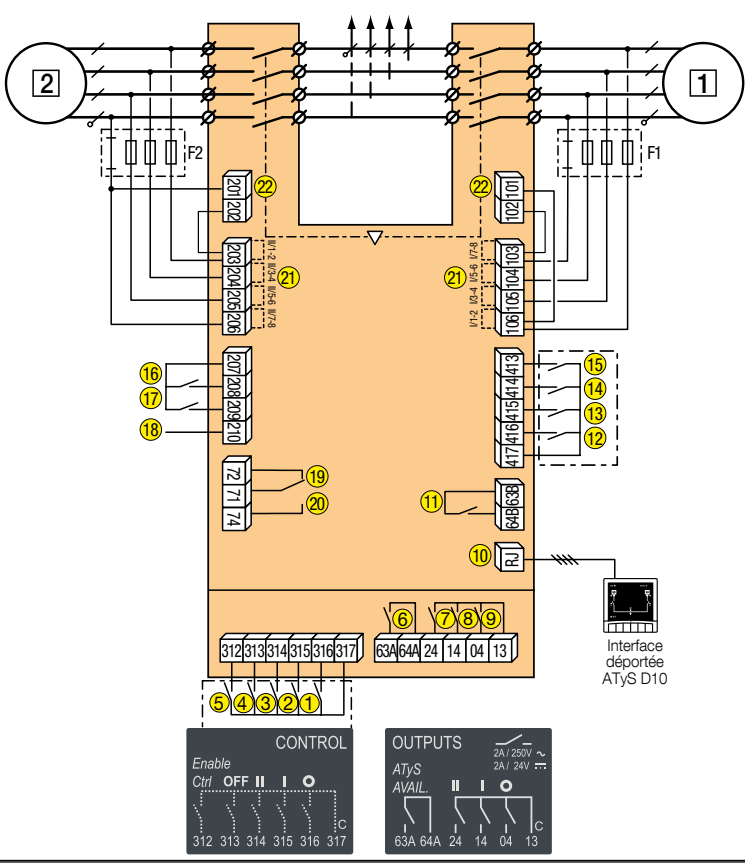 2
1
F2
F1
201
202
22
22
101
102
203
204
205
206
II/1-2
II/3-4
II/5-6
II/7-8
21
21
I/7-8
I/5-6
I/3-4
I/1-2
103
104
105
106
16
17
18
207
208
209
210
413
414
415
416
417
15
14
13
12
72
71
74
19
20
11
63B
64B
10
RJ
Interface
déportée
ATyS D10
6
7
8
9
312 313 314 315 316 317
63A 64A 24 14 04 13
5 4 3 2 1
CONTROL
Enable
Ctrl OFF II I O
C
312 313 314 315 316 317
OUTPUTS
2A / 250V ~
2A / 24V ⎓
ATyS
AVAIL. II I O
C
63A 64A 24 14 04 13